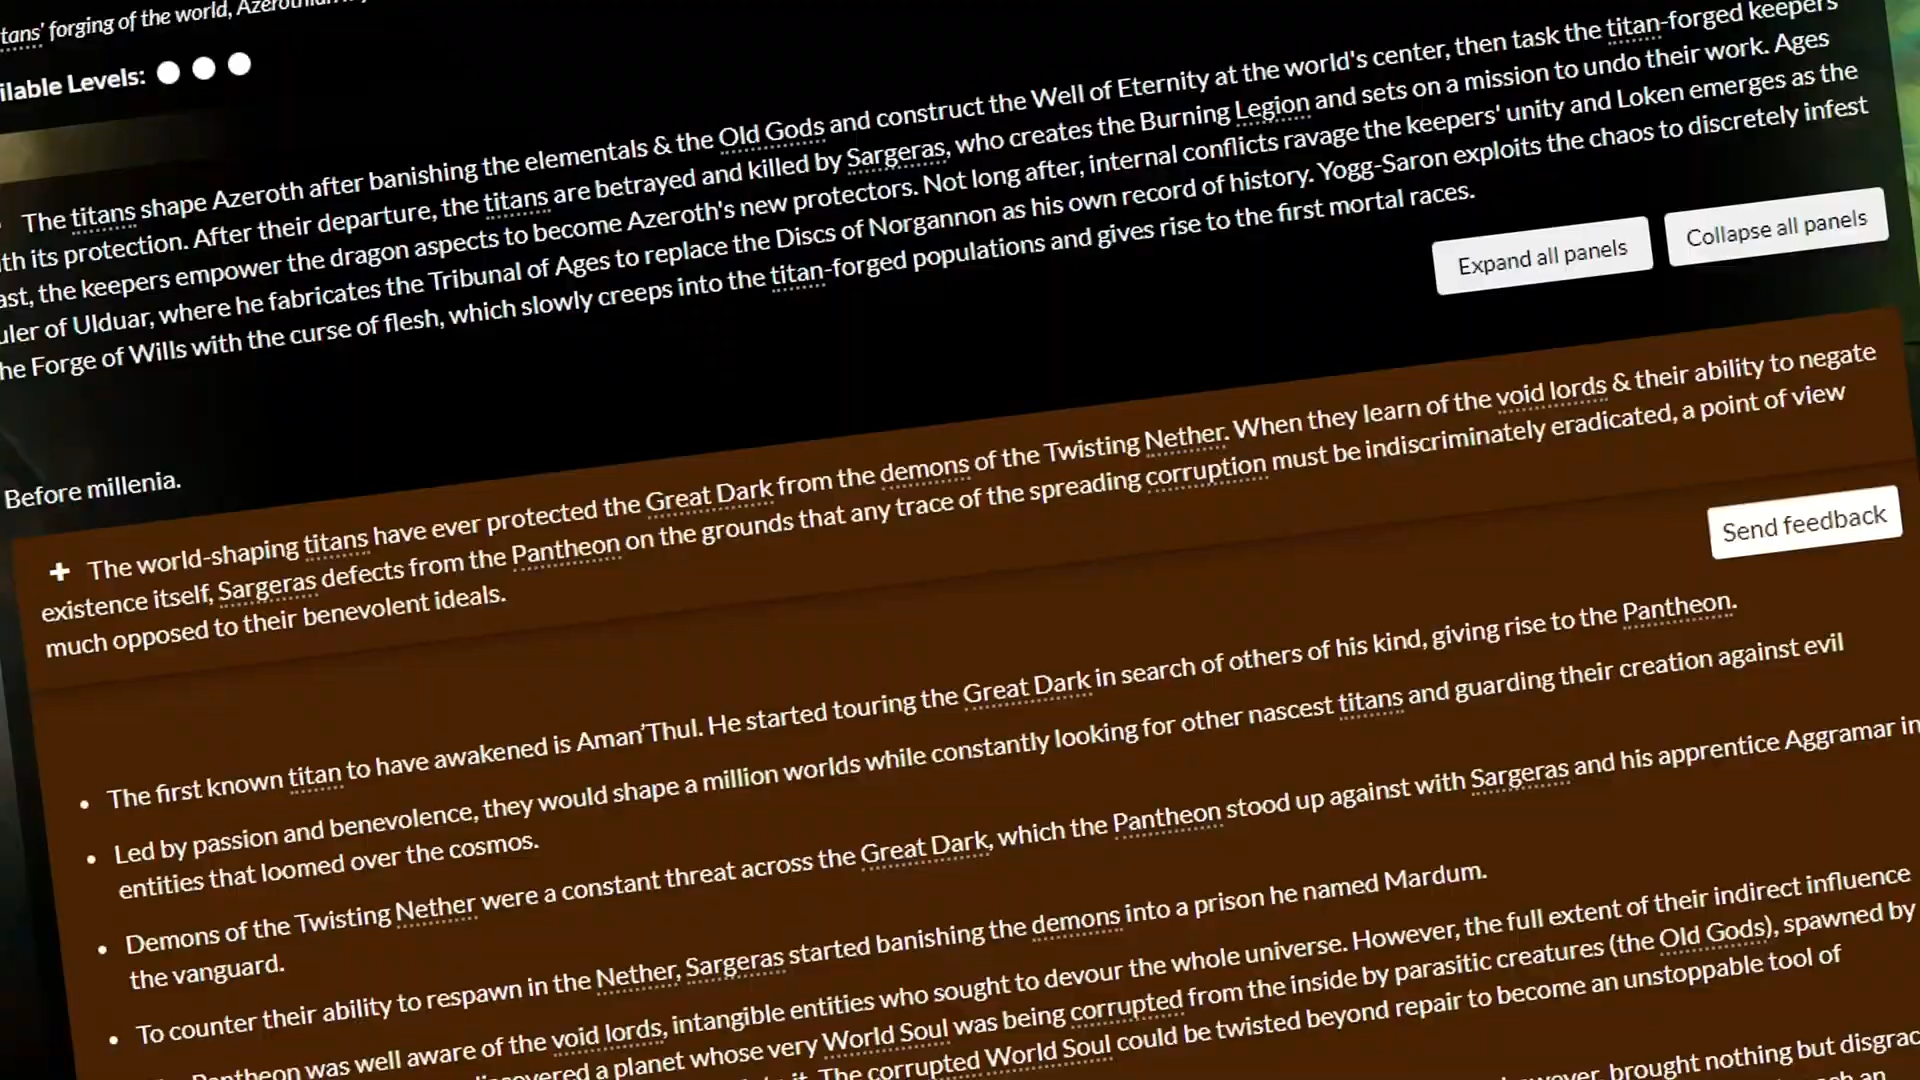 tans' forging of the world,
ilable Levels:
The titans shape Azeroth after banishing the elementals & the Old Gods and construct the Well of Eternity at the world's center, then task the titan-forged keepers
th its protection. After their departure, the titans are betrayed and killed by Sargeras, who creates the Burning Legion and sets on a mission to undo their work. Ages
ast, the keepers empower the dragon aspects to become Azeroth's new protectors. Not long after, internal conflicts ravage the keepers' unity and Loken emerges as the
uler of Ulduar, where he fabricates the Tribunal of Ages to replace the Discs of Norgannon as his own record of history. Yogg-Saron exploits the chaos to discretely infest
he Forge of Wills with the curse of flesh, which slowly creeps into the titan-forged populations and gives rise to the first mortal races.
Expand all panels
Collapse all panels
Before millenia.
+ The world-shaping titans have ever protected the Great Dark from the demons of the Twisting Nether. When they learn of the void lords & their ability to negate
existence itself, Sargeras defects from the Pantheon on the grounds that any trace of the spreading corruption must be indiscriminately eradicated, a point of view
much opposed to their benevolent ideals.
Send feedback
• The first known titan to have awakened is Aman'Thul. He started touring the Great Dark in search of others of his kind, giving rise to the Pantheon.
• Led by passion and benevolence, they would shape a million worlds while constantly looking for other nascest titans and guarding their creation against evil
entities that loomed over the cosmos.
• Demons of the Twisting Nether were a constant threat across the Great Dark, which the Pantheon stood up against with Sargeras and his apprentice Aggramar in
the vanguard.
• To counter their ability to respawn in the Nether, Sargeras started banishing the demons into a prison he named Mardum.
Pantheon was well aware of the void lords, intangible entities who sought to devour the whole universe. However, the full extent of their indirect influence
discovered a planet whose very World Soul was being corrupted from the inside by parasitic creatures (the Old Gods), spawned by
it. The corrupted World Soul could be twisted beyond repair to become an unstoppable tool of
brought nothing but disgrac